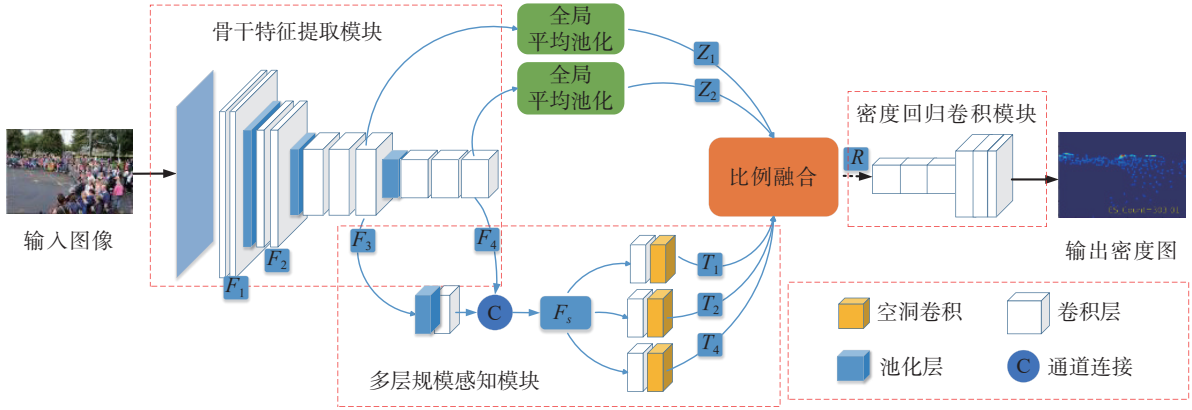 骨干特征提取模块
全局
平均池化
Z1
全局
平均池化
Z2
密度回归卷积模块
比例融合
R
输入图像
F1
F2
F3
F4
输出密度图
C
Fs
T1
T2
T4
多层规模感知模块
空洞卷积
卷积层
池化层
C
通道连接